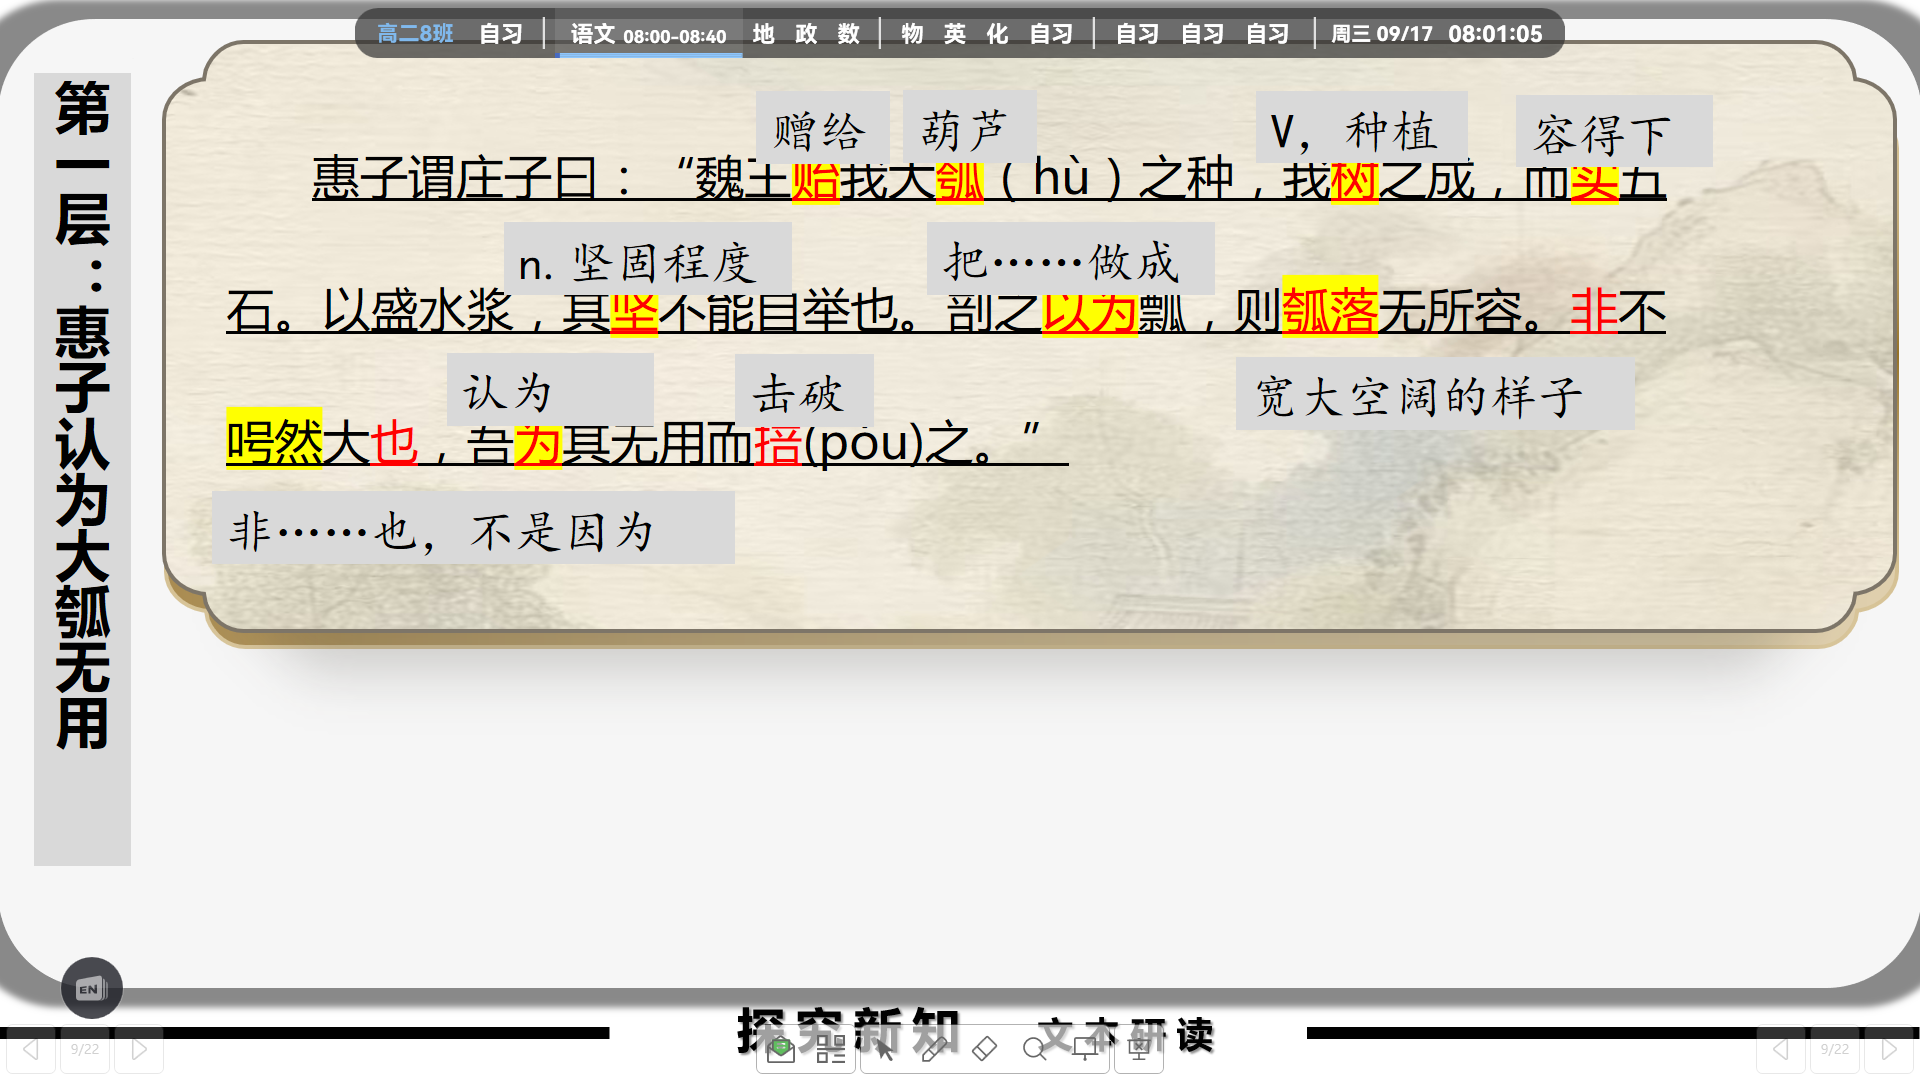 高二8班 自习 | 语文 08:00-08:40 地 政 数 | 物 英 化 自习 | 自习 自习 自习 | 周三 09/17 08:01:05
第一层：惠子认为大瓠无用
赠给 葫芦 V，种植 容得下
惠子谓庄子曰：“魏王贻我大瓠（hù）之种，我树之成，而实五
n. 坚固程度 把……做成
石。以盛水浆，其坚不能自举也。剖之以为瓢，则瓠落无所容。非不
认为 击破 宽大空阔的样子
呺然大也，吾为其无用而掊(pǒu)之。”
非……也，不是因为
EN
探究新知 文本研读
9/22 9/22